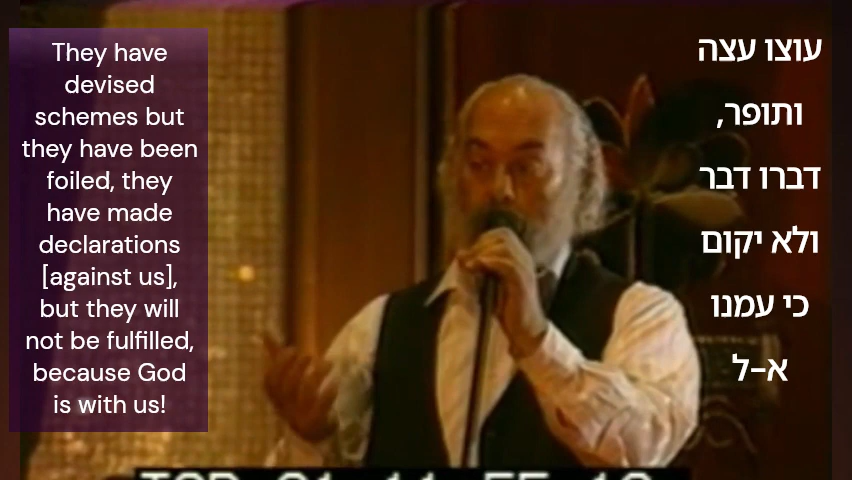 They have
devised
schemes but
they have been
foiled, they
have made
declarations
[against us],
but they will
not be fulfilled,
because God
is with us!
עוצו עצה
ותופר,
דברו דבר
ולא יקום
כי עמנו
א-ל